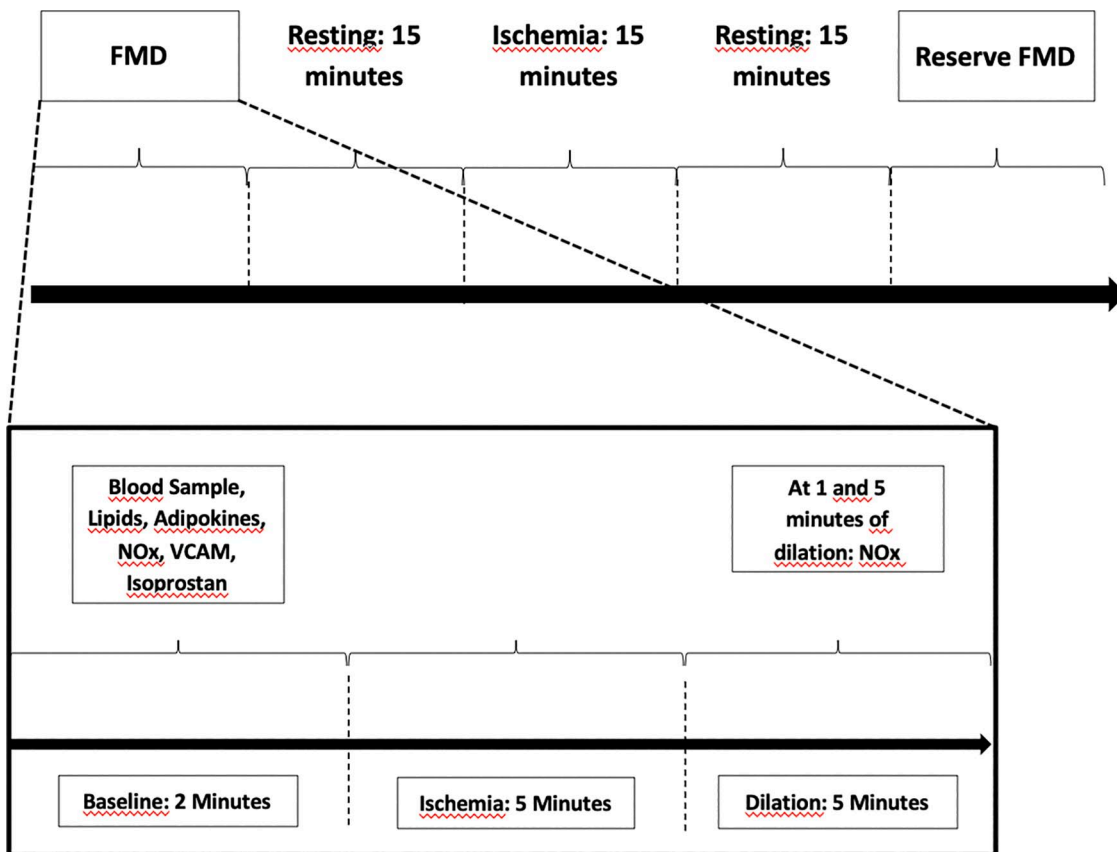 FMD
Resting: 15
minutes
Ischemia: 15
minutes
Resting: 15
minutes
Reserve FMD
Blood Sample,
Lipids, Adipokines,
NOx, VCAM,
Isoprostan
At 1 and 5
minutes of
dilation: NOx
Baseline: 2 Minutes
Ischemia: 5 Minutes
Dilation: 5 Minutes